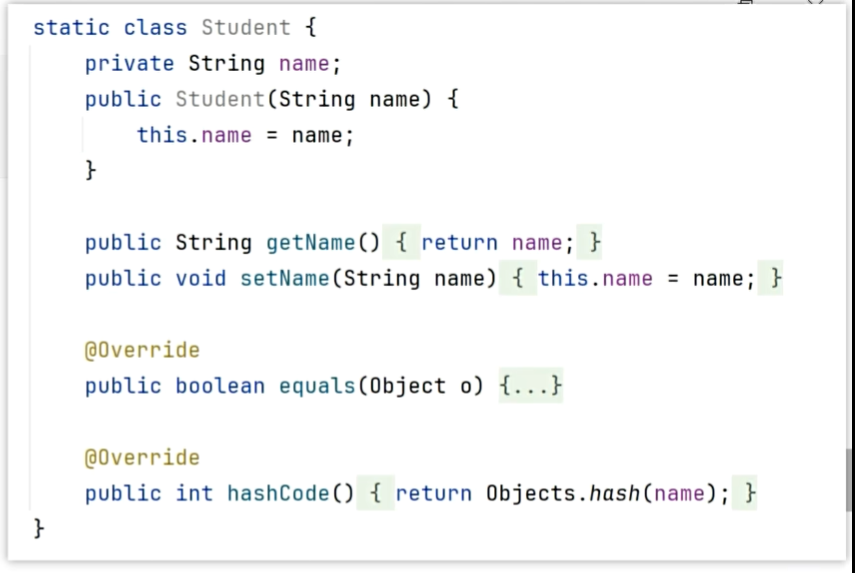 static class Student {
    private String name;
    public Student(String name) {
        this.name = name;
    }

    public String getName() { return name; }
    public void setName(String name) { this.name = name; }

    @Override
    public boolean equals(Object o) {...}

    @Override
    public int hashCode() { return Objects.hash(name); }
}